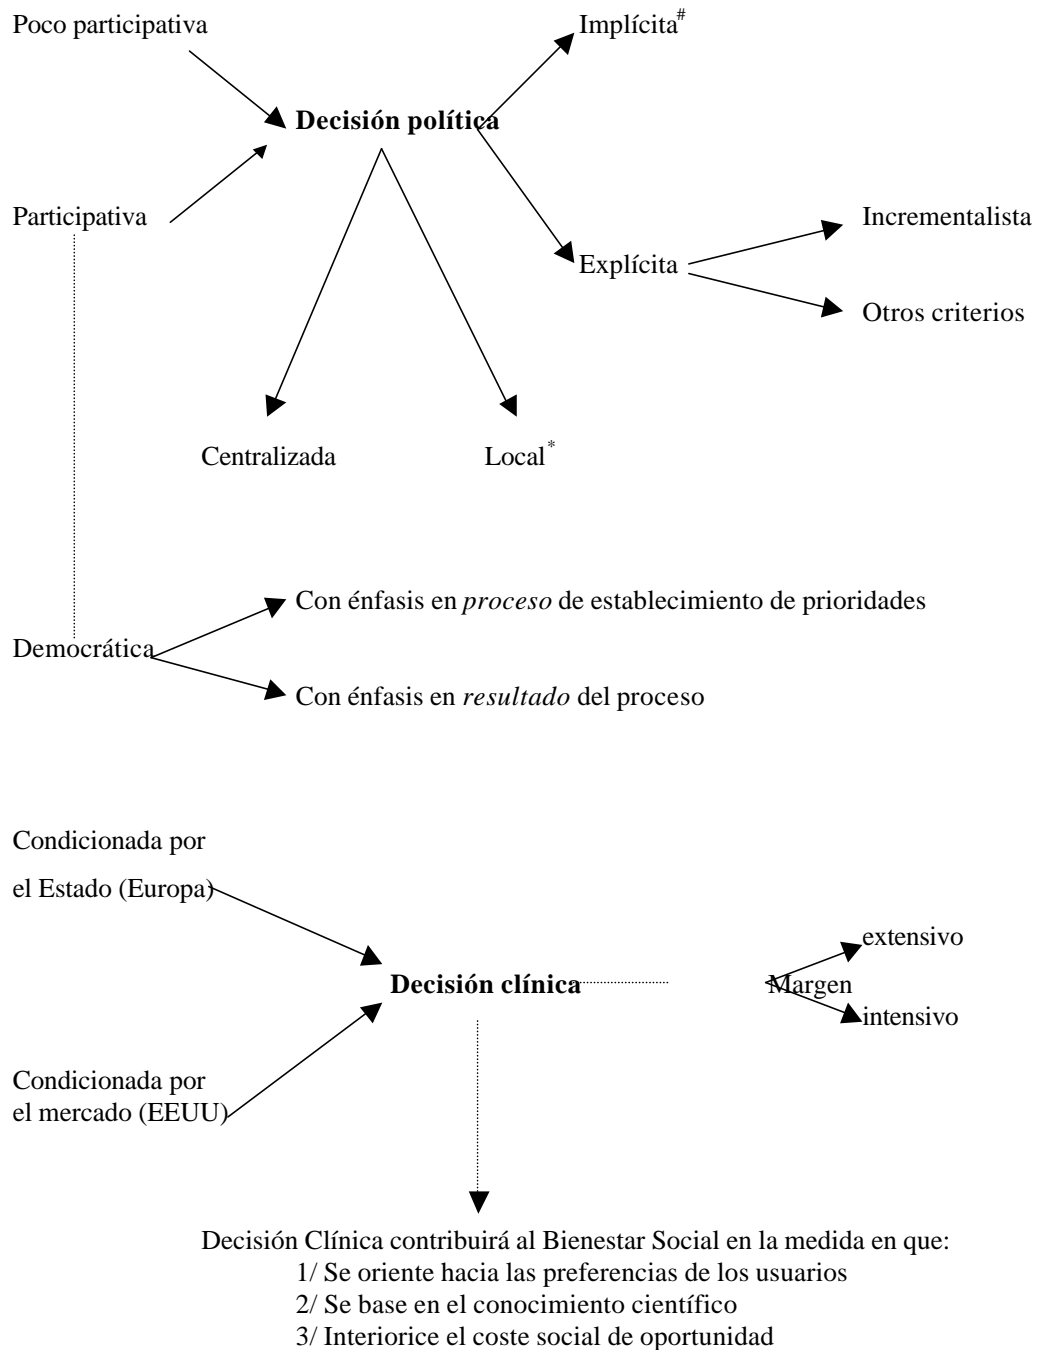 Poco participativa
Implícita#
Decisión política
Participativa
Incrementalista
Explícita
Otros criterios
Centralizada
Local*
Con énfasis en proceso de establecimiento de prioridades
Democrática
Con énfasis en resultado del proceso
Condicionada por
el Estado (Europa)
extensivo
Decisión clínica
Margen
intensivo
Condicionada por
el mercado (EEUU)
Decisión Clínica contribuirá al Bienestar Social en la medida en que:
1/ Se oriente hacia las preferencias de los usuarios
2/ Se base en el conocimiento científico
3/ Interiorice el coste social de oportunidad